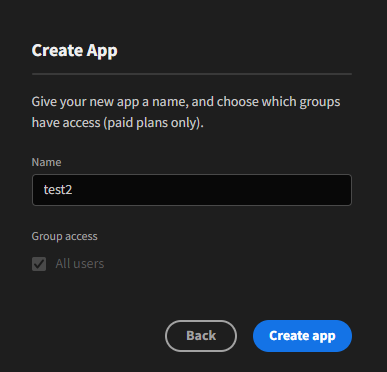 Create App
Give your new app a name, and choose which groups
have access (paid plans only).
Name
test2
Group access
All users
Back
Create app